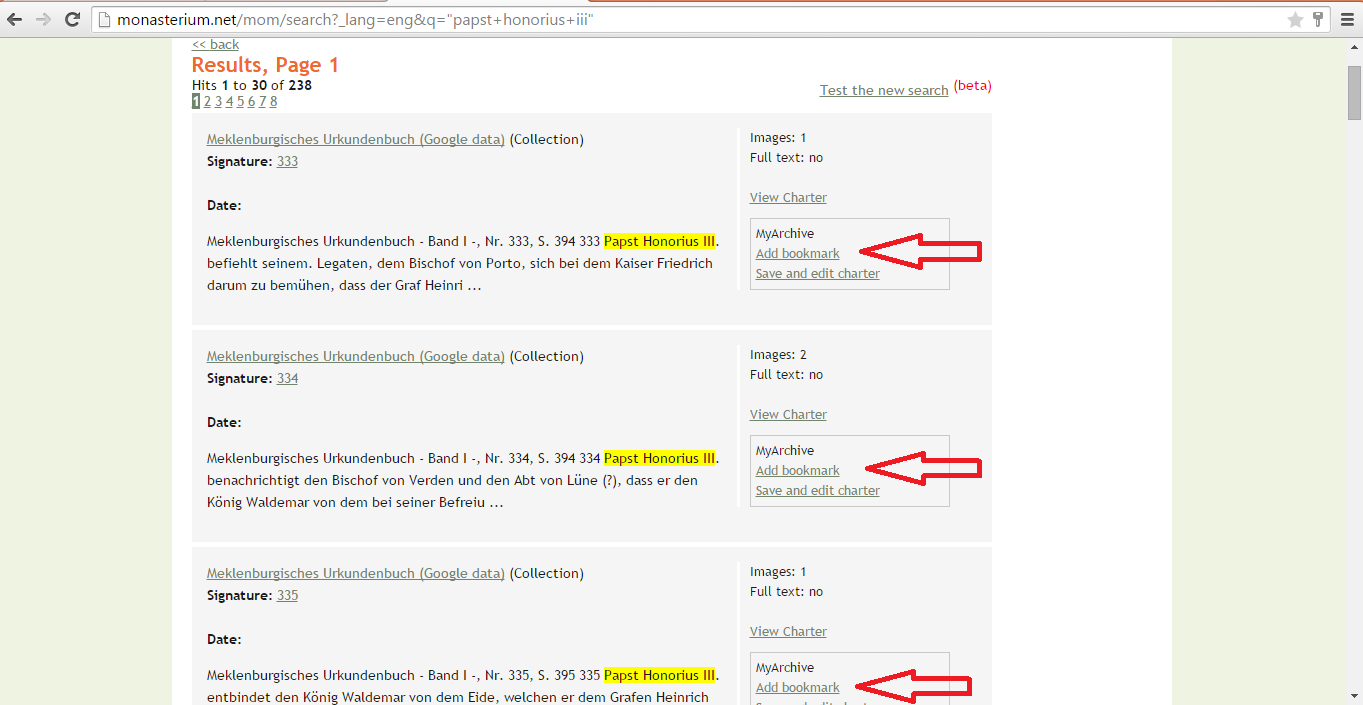 monasterium.net/mom/search?_lang=eng&q="papst+honorius+iii"
<< back
Results, Page 1
Hits 1 to 30 of 238
1 2 3 4 5 6 7 8
Test the new search (beta)
Meklenburgisches Urkundenbuch (Google data) (Collection)
Signature: 333
Date:
Meklenburgisches Urkundenbuch - Band I -, Nr. 333, S. 394 333 Papst Honorius III.
befiehlt seinem. Legaten, dem Bischof von Porto, sich bei dem Kaiser Friedrich
darum zu bemühen, dass der Graf Heinri ...
Images: 1
Full text: no
View Charter
MyArchive
Add bookmark
Save and edit charter
Meklenburgisches Urkundenbuch (Google data) (Collection)
Signature: 334
Date:
Meklenburgisches Urkundenbuch - Band I -, Nr. 334, S. 394 334 Papst Honorius III.
benachrichtigt den Bischof von Verden und den Abt von Lüne (?), dass er den
König Waldemar von dem bei seiner Befreiu ...
Images: 2
Full text: no
View Charter
MyArchive
Add bookmark
Save and edit charter
Meklenburgisches Urkundenbuch (Google data) (Collection)
Signature: 335
Date:
Meklenburgisches Urkundenbuch - Band I -, Nr. 335, S. 395 335 Papst Honorius III.
entbindet den König Waldemar von dem Eide, welchen er dem Grafen Heinrich
Images: 1
Full text: no
View Charter
MyArchive
Add bookmark